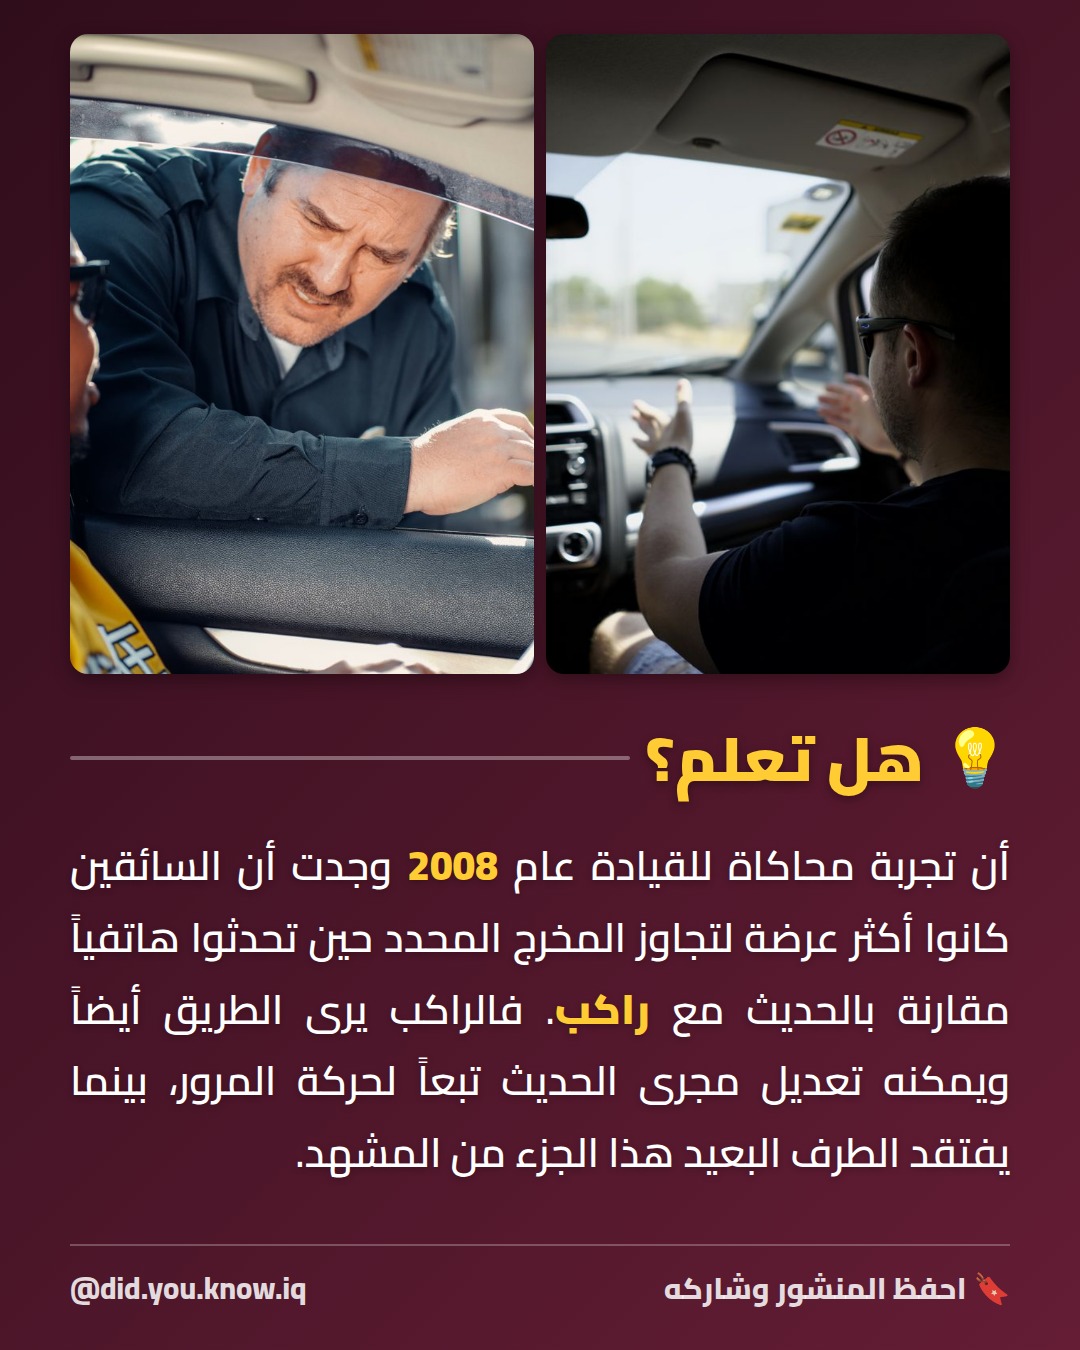 هل تعلم؟
أن تجربة محاكاة للقيادة عام 2008 وجدت أن السائقين
كانوا أكثر عرضة لتجاوز المخرج المحدد حين تحدثوا هاتفياً
مقارنة بالحديث مع راكب. فالراكب يرى الطريق أيضاً
ويمكنه تعديل مجرى الحديث تبعاً لحركة المرور، بينما
يفتقد الطرف البعيد هذا الجزء من المشهد.
احفظ المنشور وشاركه
@did.you.know.iq